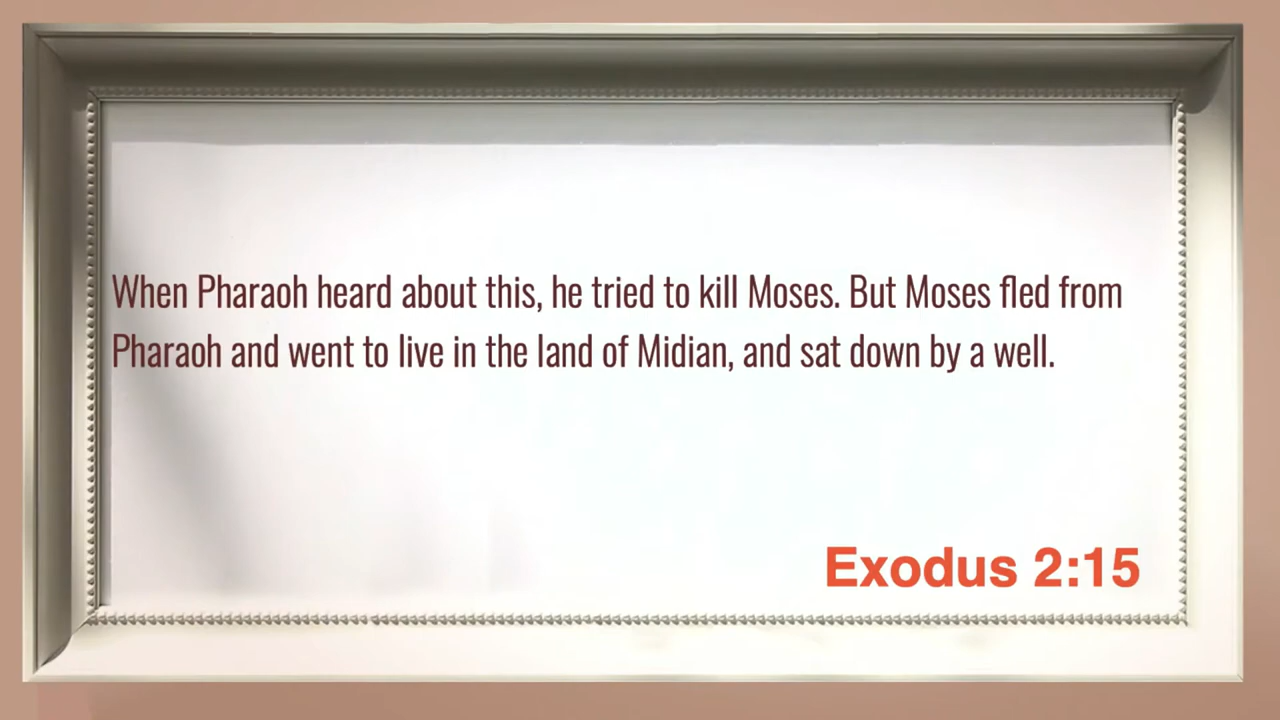 When Pharaoh heard about this, he tried to kill Moses. But Moses fled from
Pharaoh and went to live in the land of Midian, and sat down by a well.
Exodus 2:15